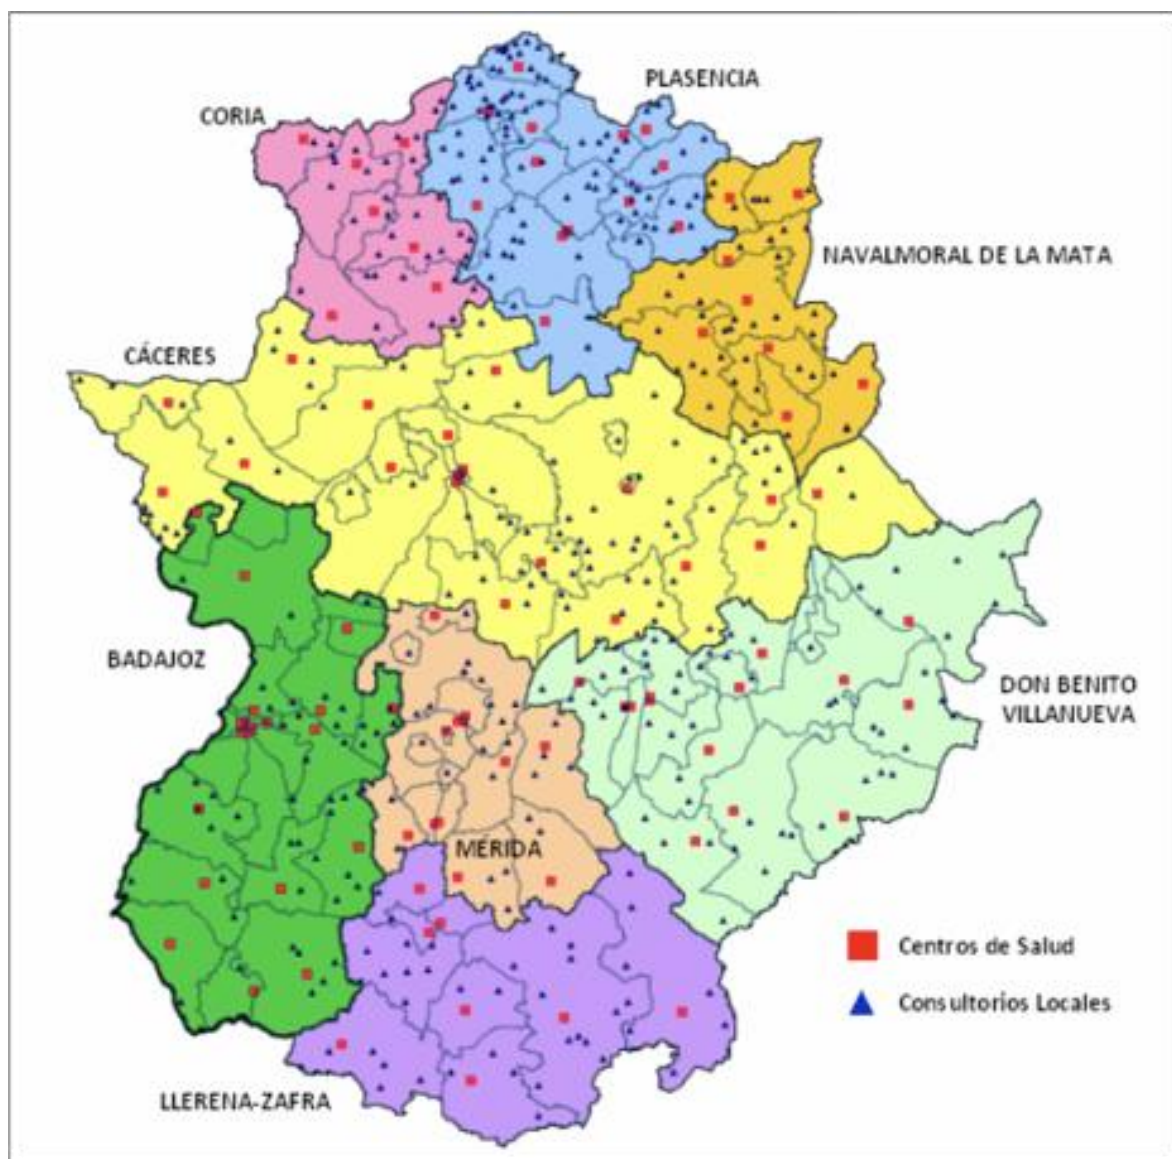 PLASENCIA
CORIA
NAVALMORAL DE LA MATA
CÁCERES
BADAJOZ
DON BENITO
VILLANUEVA
MÉRIDA
Centros de Salud
Consultorios Locales
LLERENA-ZAFRA